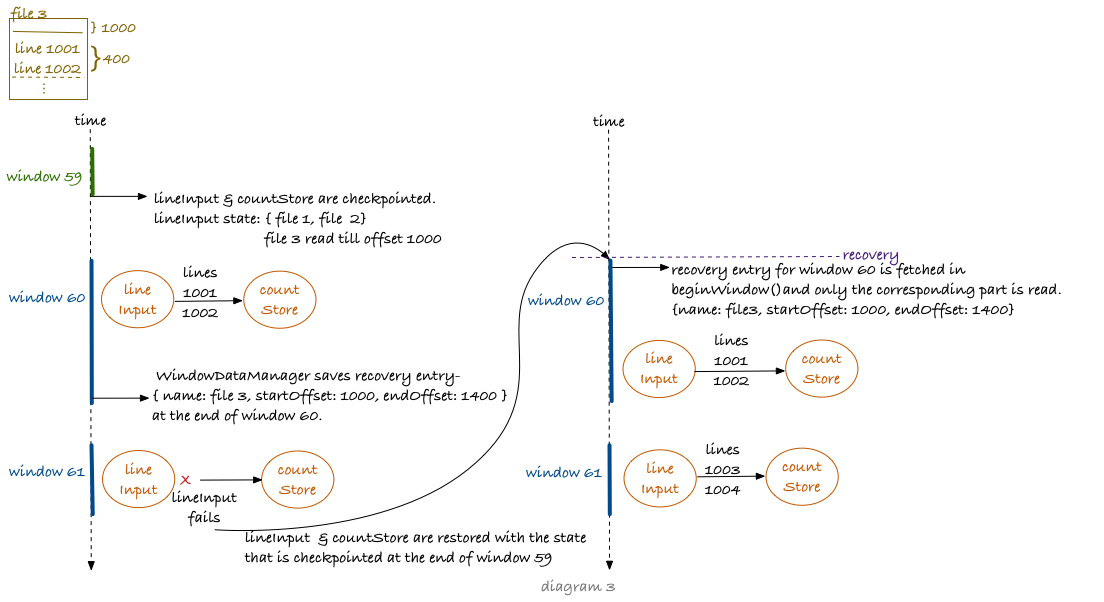 file 3
} 1000
line 1001
line 1002
} 400
⋮
time
window 59
lineInput & countStore are checkpointed.
lineInput state: { file 1, file 2}
file 3 read till offset 1000
window 60
line
Input
lines
1001
1002
count
Store
WindowDataManager saves recovery entry-
{ name: file 3, startOffset: 1000, endOffset: 1400 }
at the end of window 60.
window 61
line
Input
x
lineInput
fails
count
Store
lineInput & countStore are restored with the state
that is checkpointed at the end of window 59
time
recovery
recovery entry for window 60 is fetched in
beginWindow() and only the corresponding part is read.
{name: file3, startOffset: 1000, endOffset: 1400}
window 60
line
Input
lines
1001
1002
count
Store
window 61
line
Input
lines
1003
1004
count
Store
diagram 3